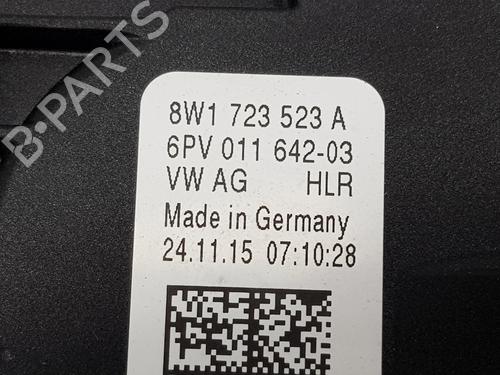 B-PARTS
8W1 723 523 A
6PV 011 642-03
VW AG HLR
Made in Germany
24.11.15 07:10:28